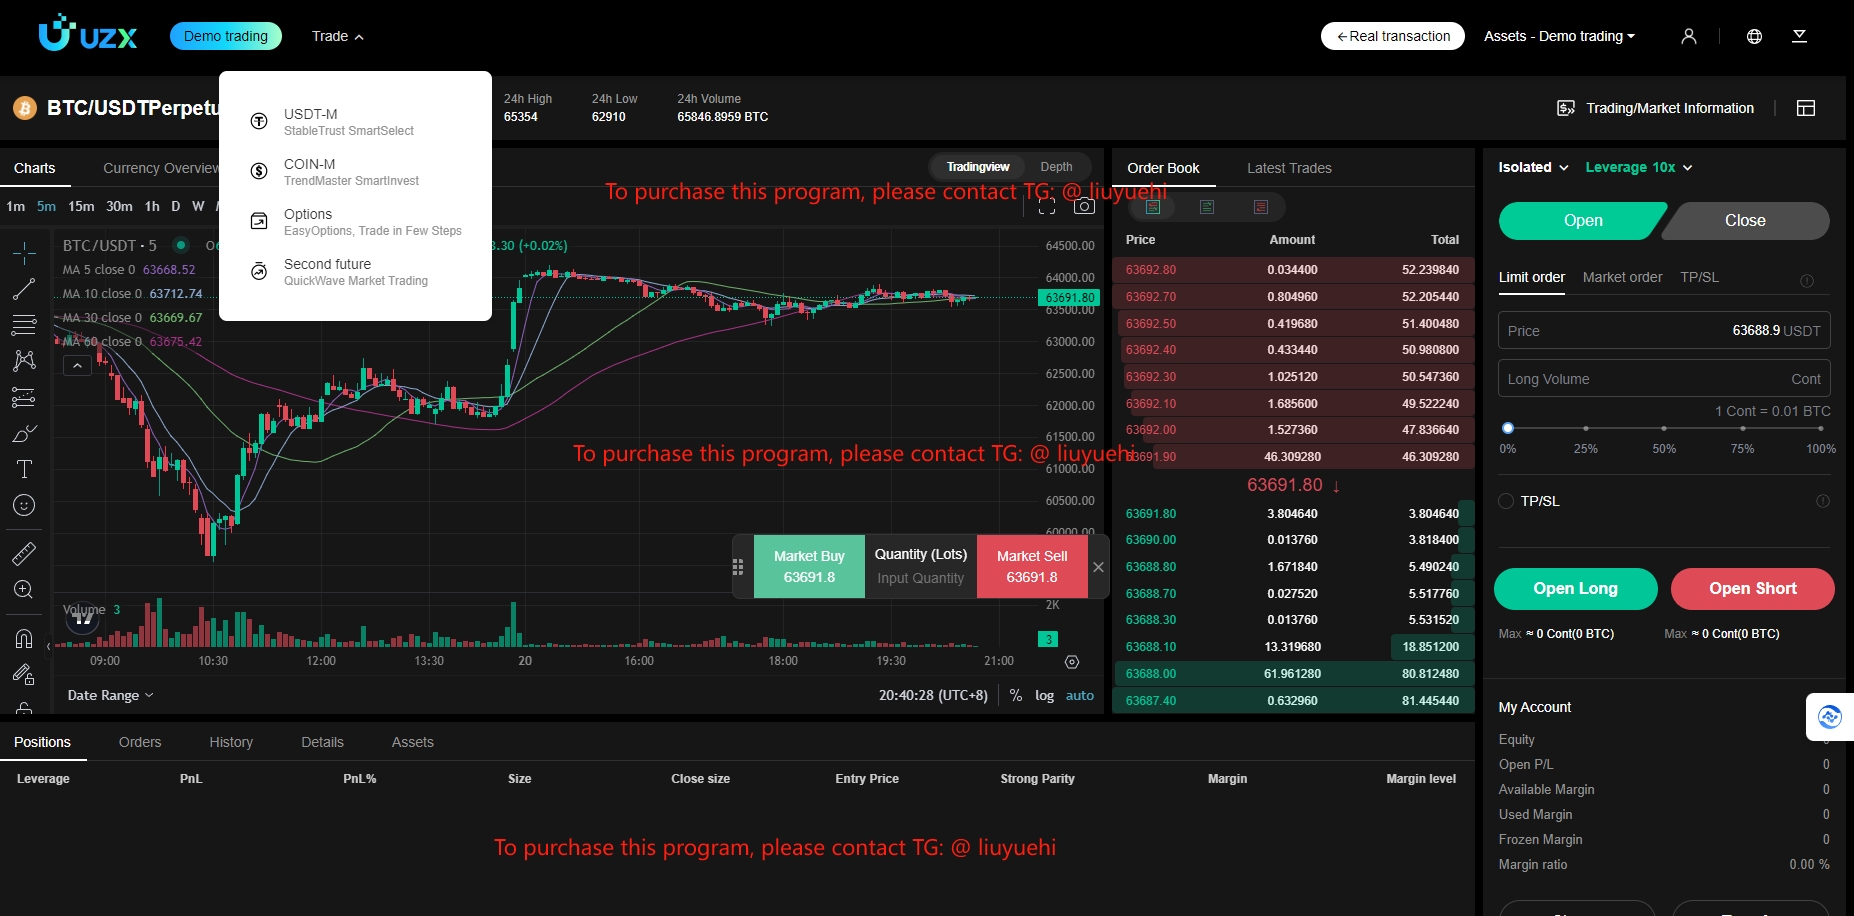 UZX
Demo trading
Trade
←Real transaction
Assets - Demo trading
BTC/USDTPerpetu
USDT-M
StableTrust SmartSelect
COIN-M
TrendMaster SmartInvest
Options
EasyOptions, Trade in Few Steps
Second future
QuickWave Market Trading
24h High
65354
24h Low
62910
24h Volume
65846.8959 BTC
Trading/Market Information
Charts
Currency Overview
Tradingview
Depth
1m 5m 15m 30m 1h D W
To purchase this program, please contact TG: @ liuyuehi
BTC/USDT · 5
3.30 (+0.02%)
MA 5 close 0 63668.52
MA 10 close 0 63712.74
MA 30 close 0 63669.67
MA 60 close 0 63675.42
64500.00
64000.00
63691.80
63500.00
63000.00
62500.00
62000.00
61500.00
61000.00
60500.00
60000.00
To purchase this program, please contact TG: @ liuyuehi
Market Buy
63691.8
Quantity (Lots)
Input Quantity
Market Sell
63691.8
Volume 3
2K
3
09:00 10:30 12:00 13:30 20 16:00 18:00 19:30 21:00
Date Range
20:40:28 (UTC+8) % log auto
Order Book
Latest Trades
Price Amount Total
63692.80 0.034400 52.239840
63692.70 0.804960 52.205440
63692.50 0.419680 51.400480
63692.40 0.433440 50.980800
63692.30 1.025120 50.547360
63692.10 1.685600 49.522240
63692.00 1.527360 47.836640
63691.90 46.309280 46.309280
63691.80 ↓
63691.80 3.804640 3.804640
63690.00 0.013760 3.818400
63688.80 1.671840 5.490240
63688.70 0.027520 5.517760
63688.30 0.013760 5.531520
63688.10 13.319680 18.851200
63688.00 61.961280 80.812480
63687.40 0.632960 81.445440
Isolated
Leverage 10x
Open
Close
Limit order Market order TP/SL
Price 63688.9 USDT
Long Volume Cont
1 Cont = 0.01 BTC
0% 25% 50% 75% 100%
TP/SL
Open Long
Open Short
Max ≈ 0 Cont(0 BTC)
Max ≈ 0 Cont(0 BTC)
My Account
Equity 0
Open P/L 0
Available Margin 0
Used Margin 0
Frozen Margin 0
Margin ratio 0.00 %
Positions Orders History Details Assets
Leverage PnL PnL% Size Close size Entry Price Strong Parity Margin Margin level
To purchase this program, please contact TG: @ liuyuehi